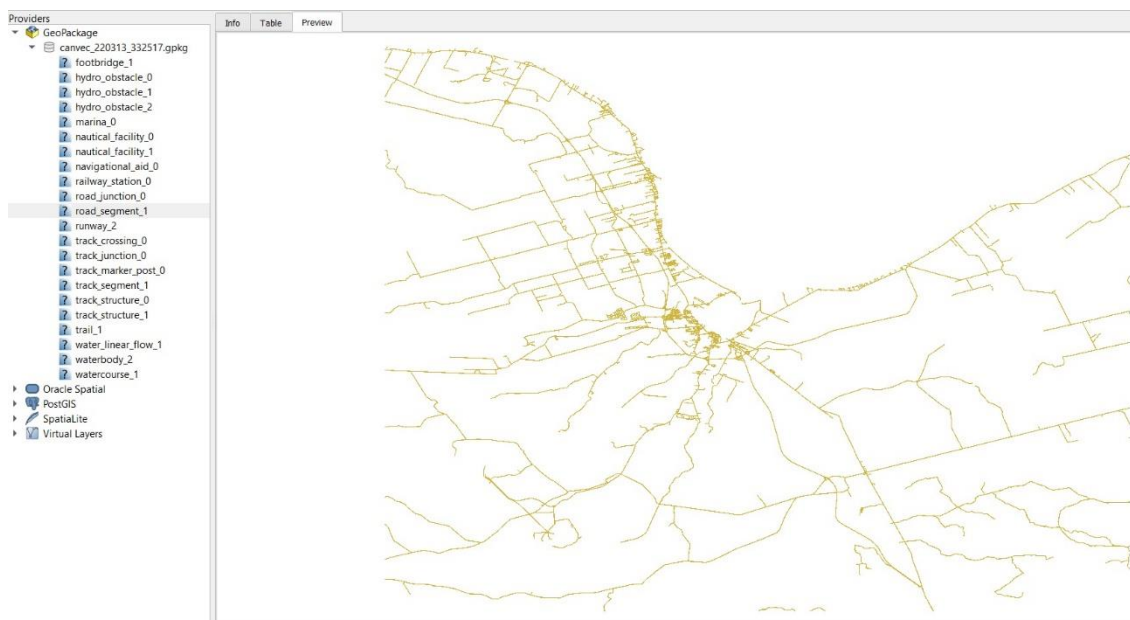 Providers
GeoPackage
canvec_220313_332517.gpkg
footbridge_1
hydro_obstacle_0
hydro_obstacle_1
hydro_obstacle_2
marina_0
nautical_facility_0
nautical_facility_1
navigational_aid_0
railway_station_0
road_junction_0
road_segment_1
runway_2
track_crossing_0
track_junction_0
track_marker_post_0
track_segment_1
track_structure_0
track_structure_1
trail_1
water_linear_flow_1
waterbody_2
watercourse_1
Oracle Spatial
PostGIS
SpatiaLite
Virtual Layers
Info Table Preview